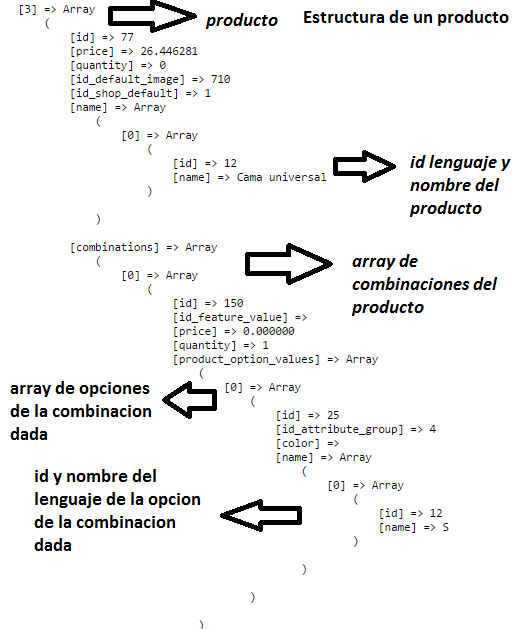 [3] => Array
producto
Estructura de un producto
(
[id] => 77
[price] => 26.446281
[quantity] => 0
[id_default_image] => 710
[id_shop_default] => 1
[name] => Array
(
[0] => Array
(
[id] => 12
[name] => Cama universal
)
id lenguaje y
nombre del
producto
)
[combinations] => Array
(
[0] => Array
(
array de
combinaciones del
producto
[id] => 150
[id_feature_value] =>
[price] => 0.000000
[quantity] => 1
[product_option_values] => Array
(
[0] => Array
(
array de opciones
de la combinacion
dada
[id] => 25
[id_attribute_group] => 4
[color] =>
[name] => Array
(
[0] => Array
(
[id] => 12
[name] => S
)
id y nombre del
lenguaje de la opcion
de la combinacion
dada
)
)
)